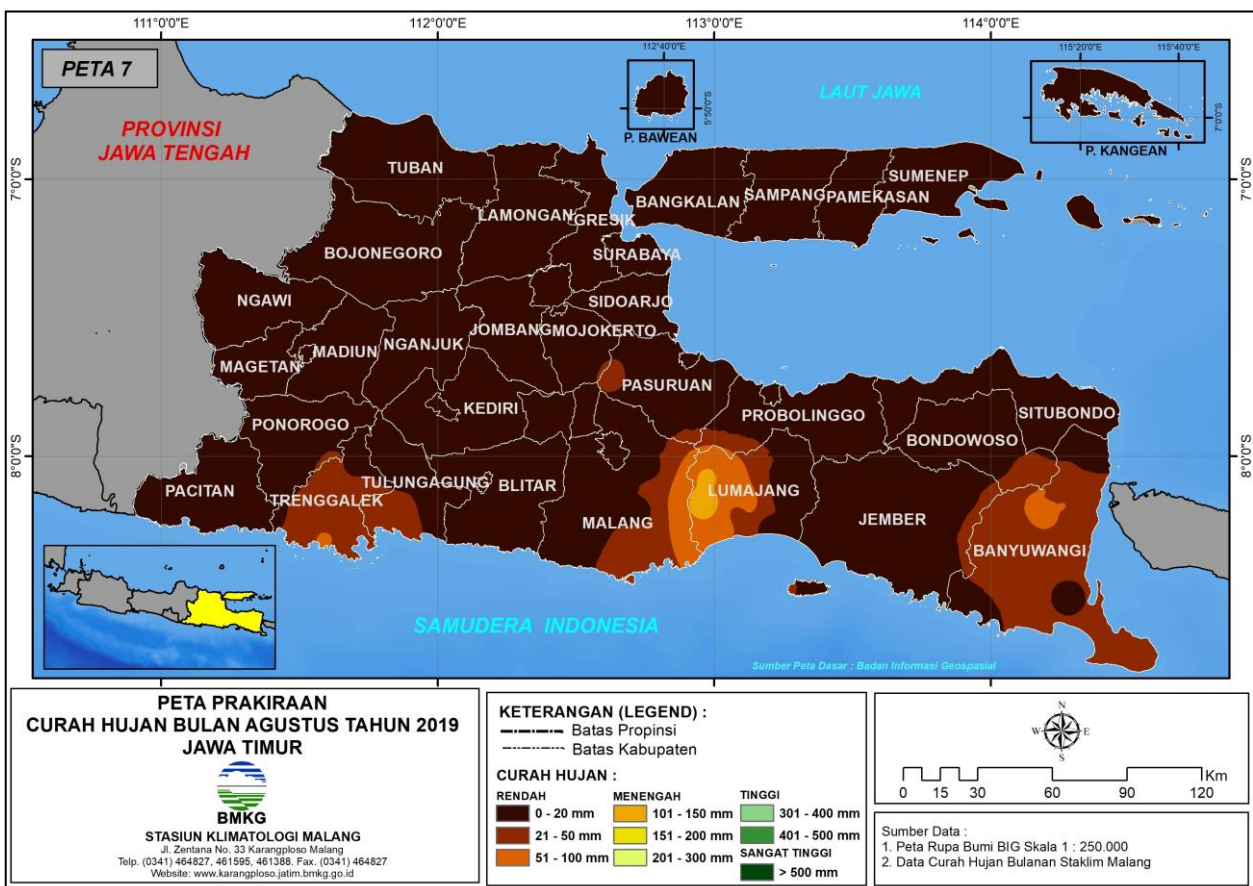 111°0'0"E
112°0'0"E
113°0'0"E
114°0'0"E
PETA 7
112°40'0"E
5°50'0"S
P. BAWEAN
115°20'0"E
115°40'0"E
7°0'0"S
P. KANGEAN
LAUT JAWA
PROVINSI
JAWA TENGAH
7°0'0"S
7°0'0"S
TUBAN
LAMONGAN
GRESIK
BANGKALAN
SAMPANG
PAMEKASAN
SUMENEP
BOJONEGORO
SURABAYA
NGAWI
SIDOARJO
JOMBANG
MOJOKERTO
MADIUN
NGANJUK
MAGETAN
PASURUAN
KEDIRI
PROBOLINGGO
SITUBONDO
PONOROGO
BONDOWOSO
8°0'0"S
8°0'0"S
PACITAN
TRENGGALEK
TULUNGAGUNG
BLITAR
LUMAJANG
MALANG
JEMBER
BANYUWANGI
SAMUDERA INDONESIA
Sumber Peta Dasar : Badan Informasi Geospasial
PETA PRAKIRAAN
CURAH HUJAN BULAN AGUSTUS TAHUN 2019
JAWA TIMUR
BMKG
STASIUN KLIMATOLOGI MALANG
Jl. Zentana No. 33 Karangploso Malang
Telp. (0341) 464827, 461595, 461388. Fax. (0341) 464827
Website: www.karangploso.jatim.bmkg.go.id
KETERANGAN (LEGEND) :
Batas Propinsi
Batas Kabupaten
CURAH HUJAN :
RENDAH
0 - 20 mm
21 - 50 mm
51 - 100 mm
MENENGAH
101 - 150 mm
151 - 200 mm
201 - 300 mm
TINGGI
301 - 400 mm
401 - 500 mm
SANGAT TINGGI
> 500 mm
N
W
E
S
0 15 30 60 90 120 Km
Sumber Data :
1. Peta Rupa Bumi BIG Skala 1 : 250.000
2. Data Curah Hujan Bulanan Staklim Malang